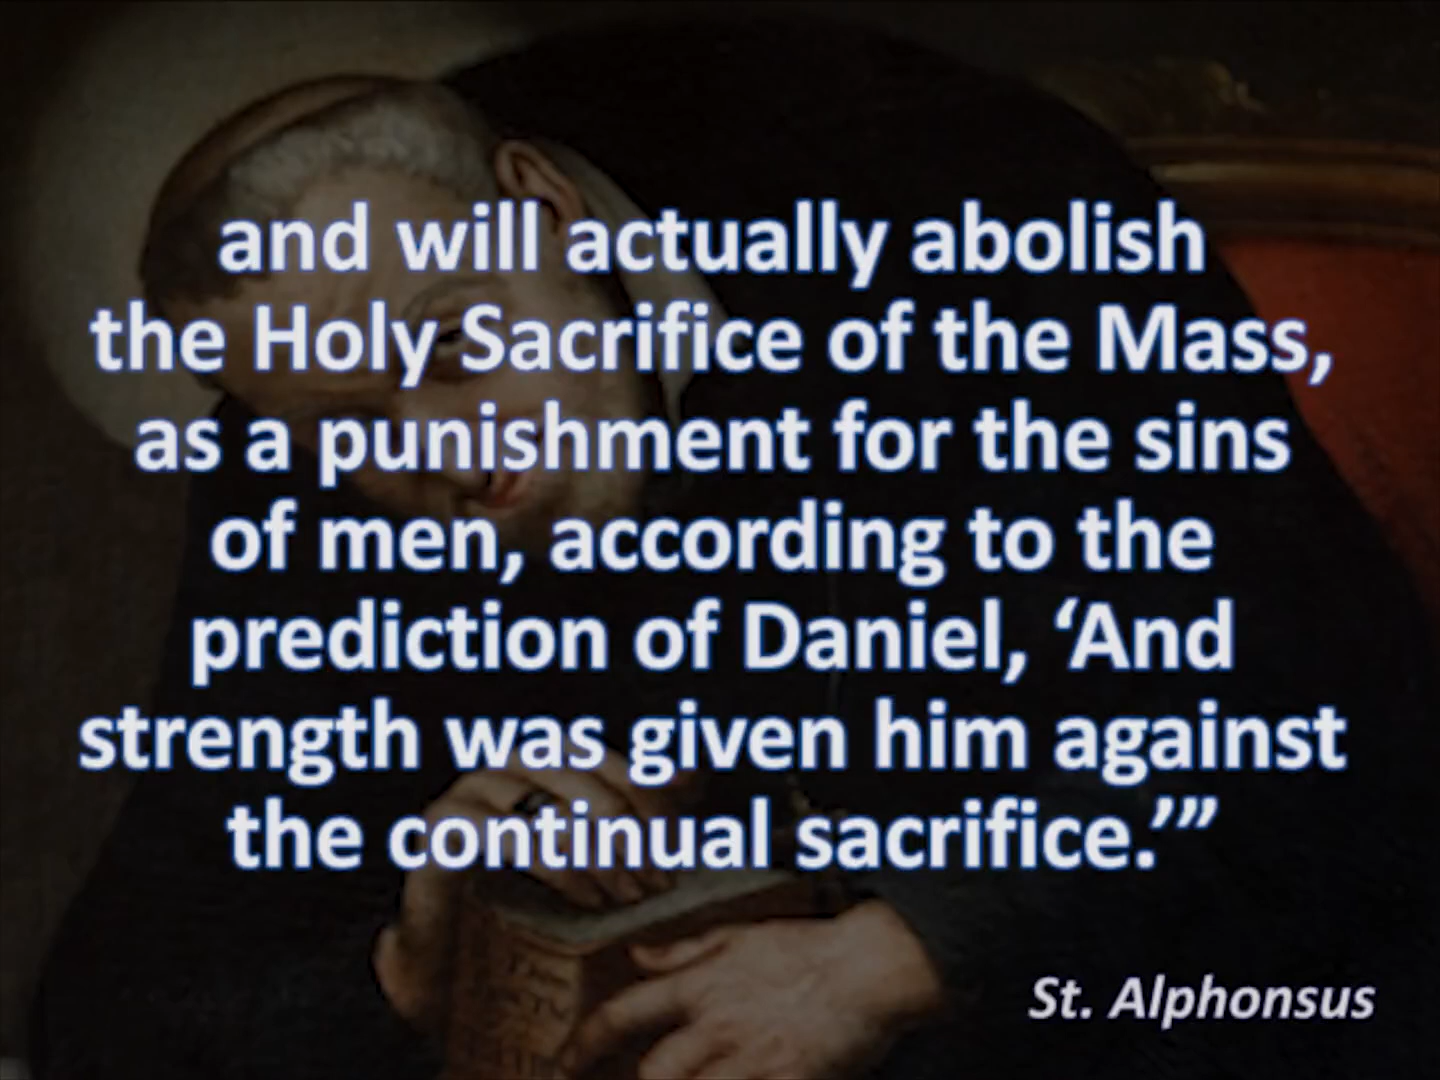 and will actually abolish
the Holy Sacrifice of the Mass,
as a punishment for the sins
of men, according to the
prediction of Daniel, ‘And
strength was given him against
the continual sacrifice.’”
St. Alphonsus